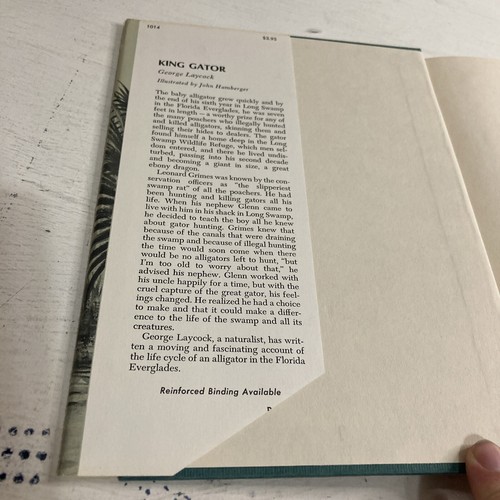 1014
$5.95
KING GATOR
George Laycock
Illustrated by John Hamberger
The baby alligator grew quickly and by
the end of his sixth year in Long Swamp
in the Florida Everglades, he was seven
feet in length—a worthy prize for any of
the many poachers who illegally hunted
and killed alligators, skinning them and
selling their hides to dealers. The gator
found himself a home deep in the Long
Swamp Wildlife Refuge, which men sel-
dom entered, and there he lived undis-
turbed, passing into his second decade
and becoming a giant in size, a great
ebony dragon.
Leonard Grimes was known by the con-
servation officers as "the slipperiest
swamp rat" of all the poachers. He had
been hunting and killing gators all his
life. When his nephew Glenn came to
live with him in his shack in Long Swamp,
he decided to teach the boy all he knew
about gator hunting. Grimes knew that
because of the canals that were draining
the swamp and because of illegal hunting
the time would soon come when there
would be no alligators left to hunt, "but
I'm too old to worry about that," he
advised his nephew. Glenn worked with
his uncle happily for a time, but with the
cruel capture of the great gator, his feel-
ings changed. He realized he had a choice
to make and that it could make a differ-
ence to the life of the swamp and all its
creatures.
George Laycock, a naturalist, has writ-
ten a moving and fascinating account of
the life cycle of an alligator in the Florida
Everglades.
Reinforced Binding Available